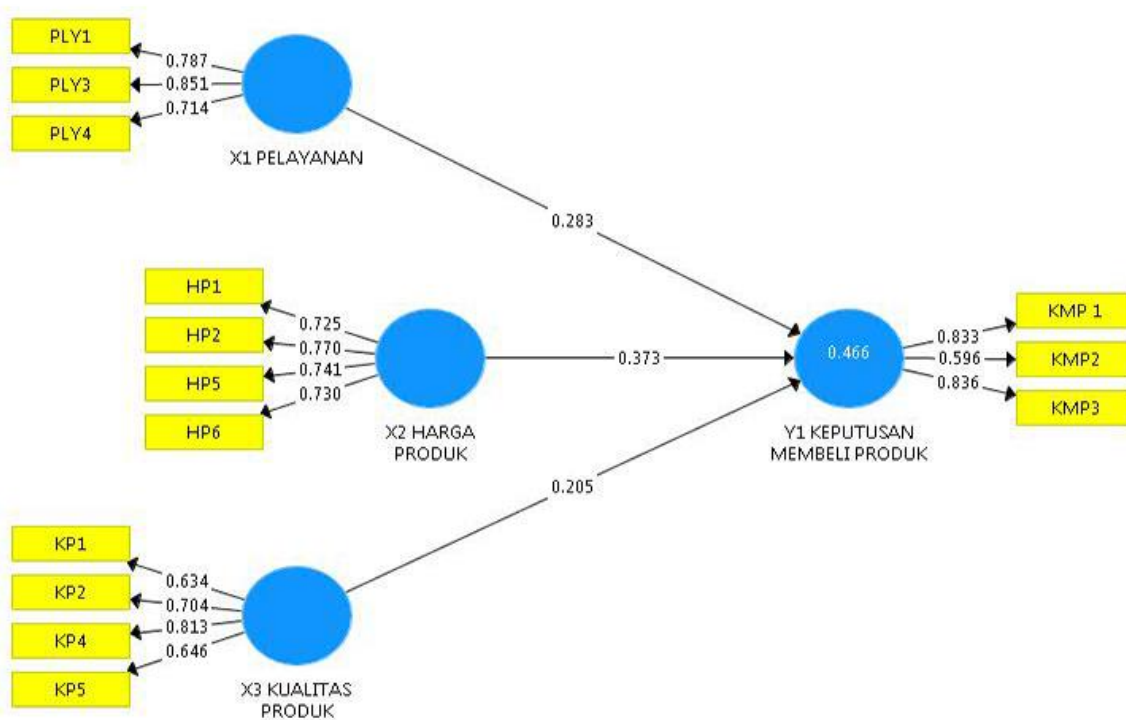 PLY1
0.787
PLY3
0.851
PLY4
0.714
X1 PELAYANAN
0.283
HP1
0.725
HP2
0.770
HP5
0.741
HP6
0.730
X2 HARGA
PRODUK
0.373
0.466
Y1 KEPUTUSAN
MEMBELI PRODUK
KMP 1
0.833
KMP2
0.596
KMP3
0.836
0.205
KP1
0.634
KP2
0.704
KP4
0.813
KP5
0.646
X3 KUALITAS
PRODUK